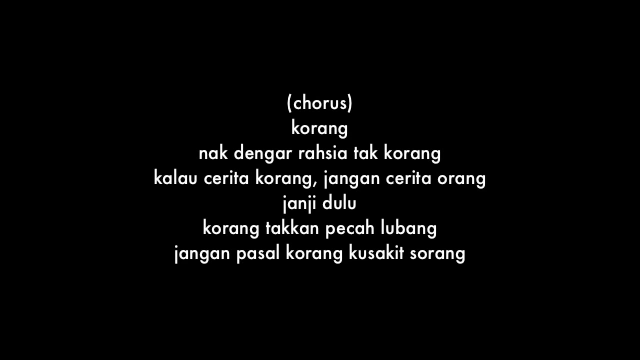 (chorus)
korang
nak dengar rahsia tak korang
kalau cerita korang, jangan cerita orang
janji dulu
korang takkan pecah lubang
jangan pasal korang kusakit sorang